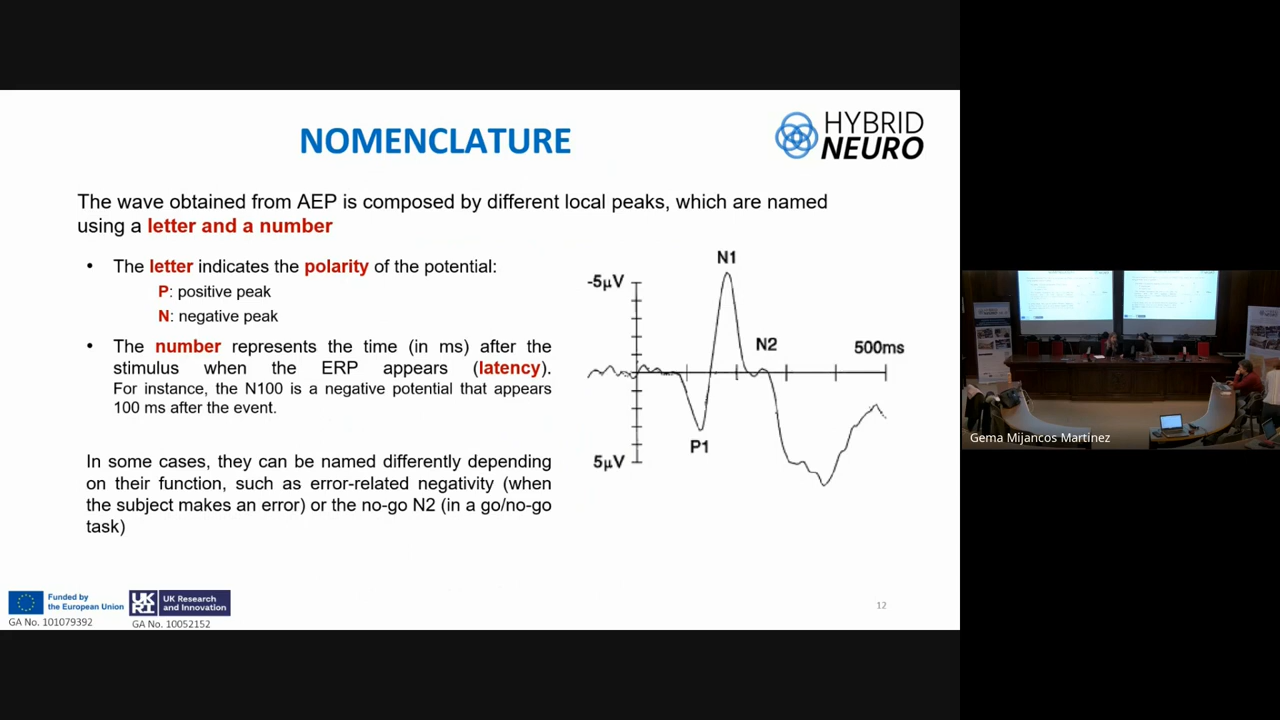 NOMENCLATURE
HYBRID
NEURO
The wave obtained from AEP is composed by different local peaks, which are named
using a letter and a number
• The letter indicates the polarity of the potential:
P: positive peak
N: negative peak
• The number represents the time (in ms) after the
stimulus when the ERP appears (latency).
For instance, the N100 is a negative potential that appears
100 ms after the event.
In some cases, they can be named differently depending
on their function, such as error-related negativity (when
the subject makes an error) or the no-go N2 (in a go/no-go
task)
N1
-5µV
N2
500ms
P1
5µV
Funded by
the European Union
GA No. 101079392
UKRI
UK Research
and Innovation
GA No. 10052152
12
Gema Mijancos Martinez